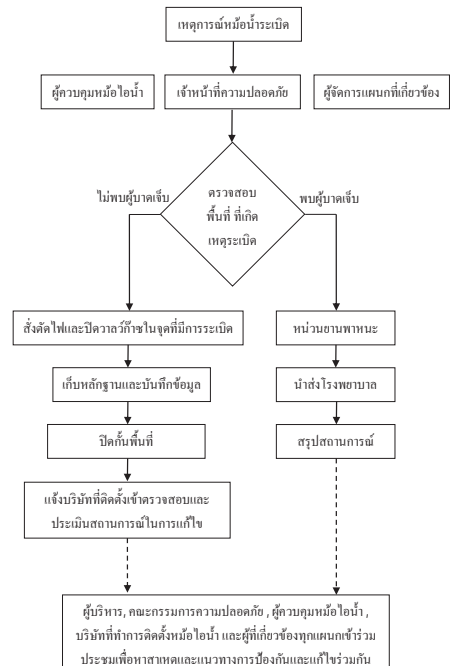 เหตุการณ์หม้อน้ำระเบิด
ผู้ควบคุมหม้อไอน้ำ
เจ้าหน้าที่ความปลอดภัย
ผู้จัดการแผนกที่เกี่ยวข้อง
ไม่พบผู้บาดเจ็บ
ตรวจสอบ
พื้นที่ ที่เกิด
เหตุระเบิด
พบผู้บาดเจ็บ
สั่งตัดไฟและปิดวาลว์ก๊าซในจุดที่มีการระเบิด
หน่วนยานพาหนะ
เก็บหลักฐานและบันทึกข้อมูล
นำส่งโรงพยาบาล
ปิดกั้นพื้นที่
สรุปสถานการณ์
แจ้งบริษัทที่ติดตั้งเข้าตรวจสอบและ
ประเมินสถานการณ์ในการแก้ไข
ผู้บริหาร, คณะกรรมการความปลอดภัย , ผู้ควบคุมหม้อไอน้ำ ,
บริษัทที่ทำการติดตั้งหม้อไอน้ำ และผู้ที่เกี่ยวข้องทุกแผนกเข้าร่วม
ประชุมเพื่อหาสาเหตุและแนวทางการป้องกันและแก้ไขร่วมกัน